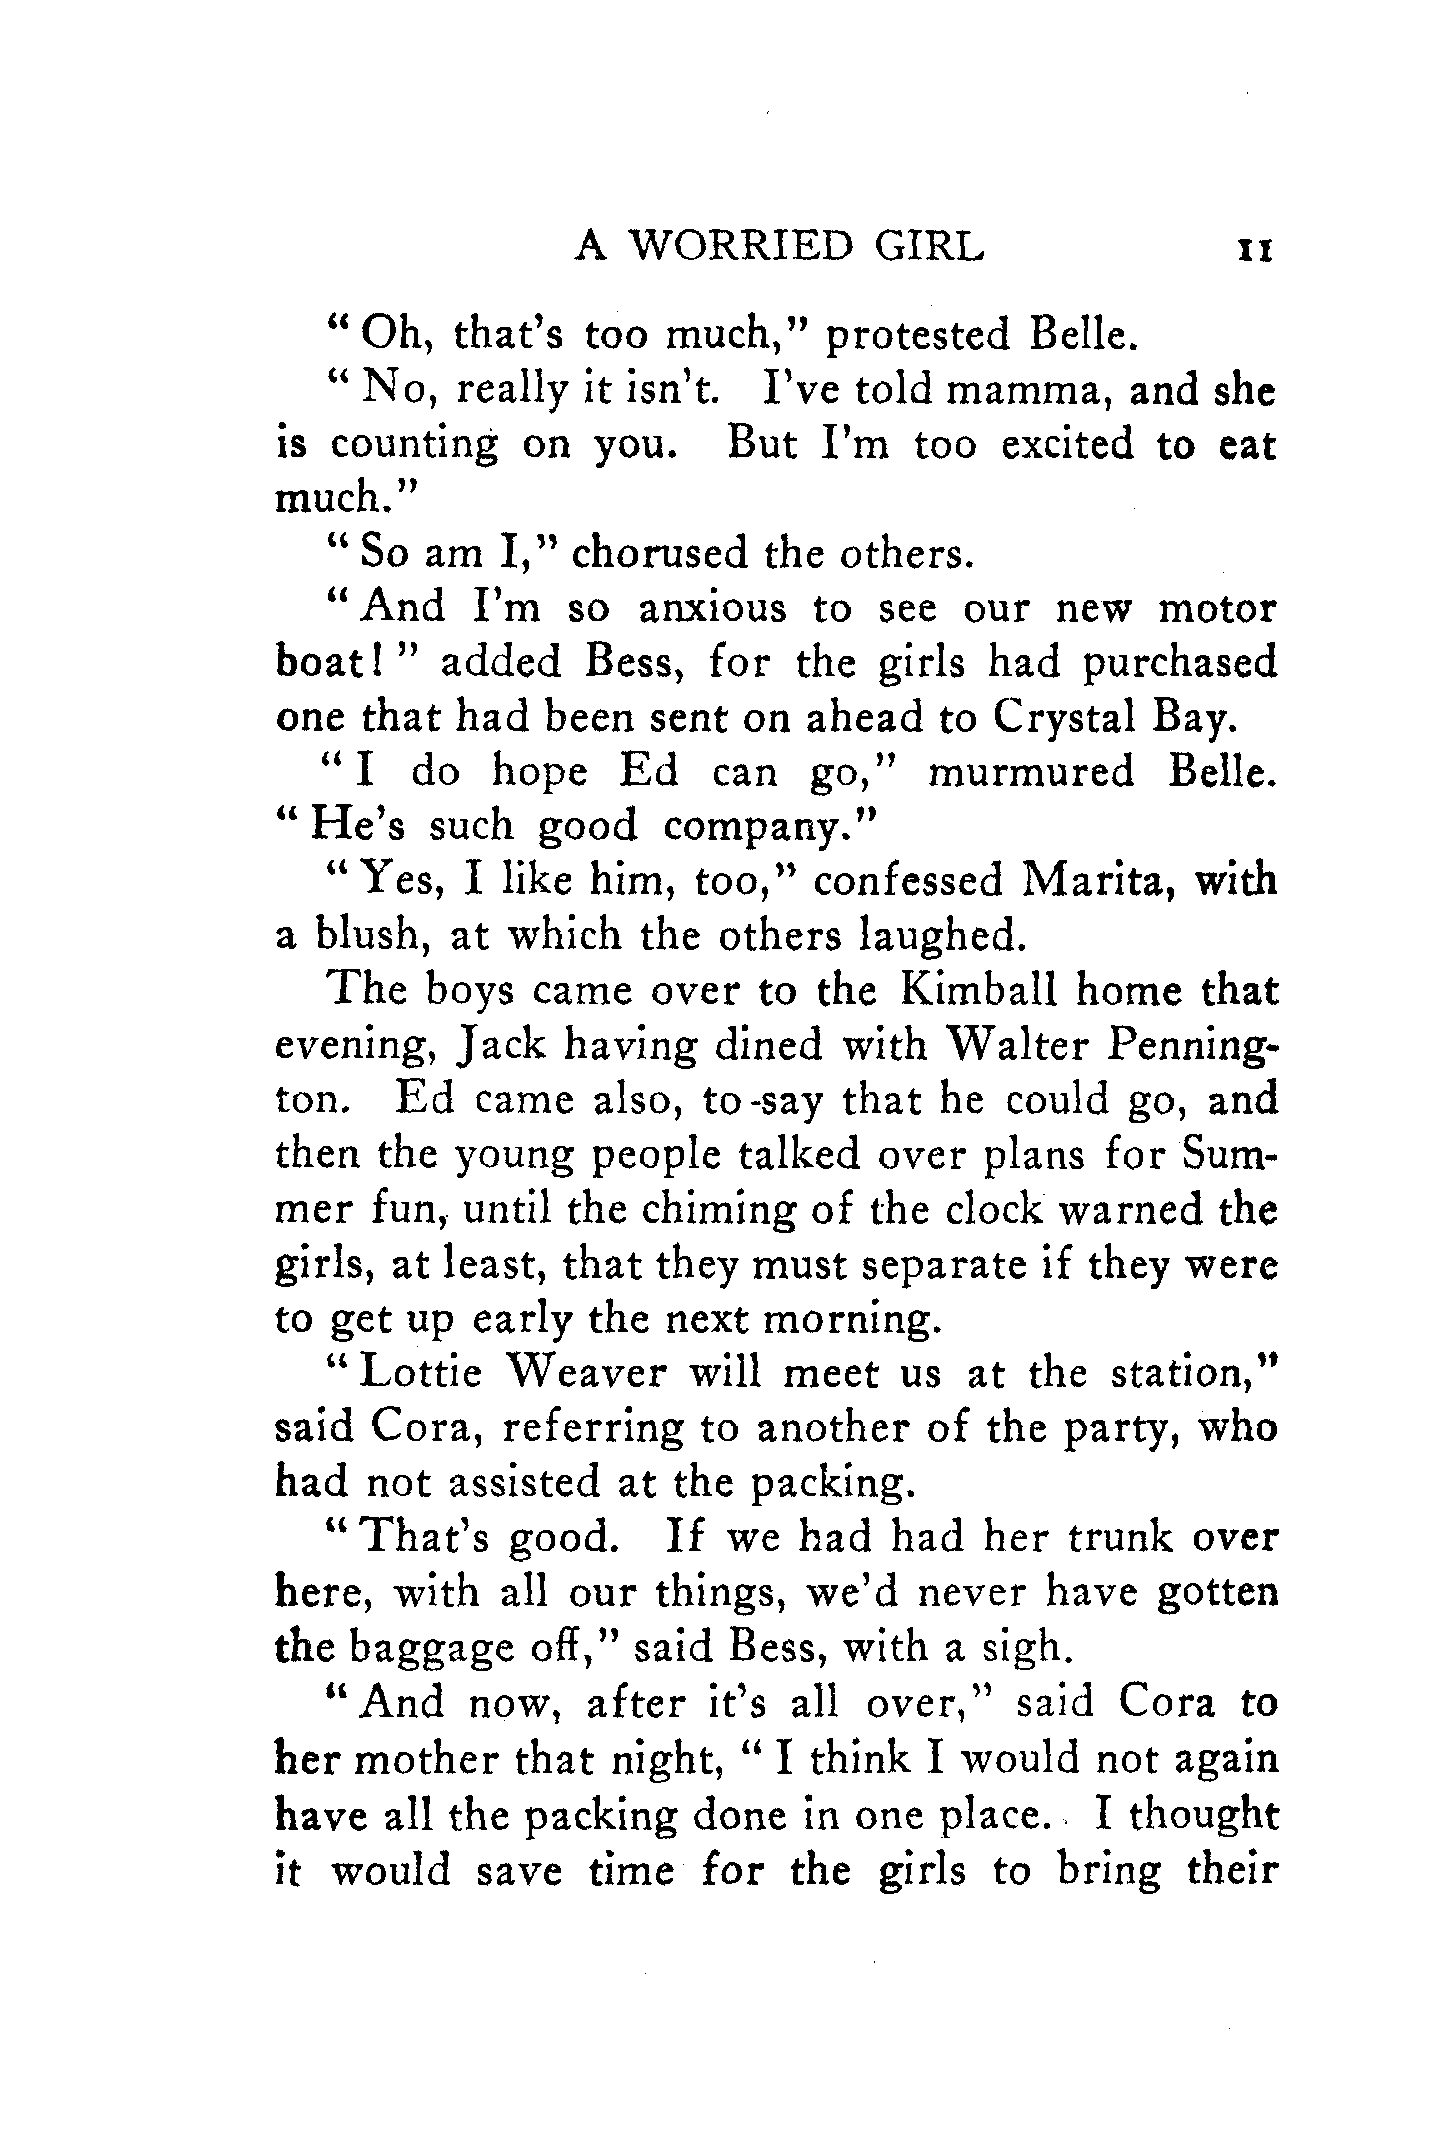 A WORRIED GIRL 11
" Oh, that's too much," protested Belle.
" No, really it isn't. I've told mamma, and she
is counting on you. But I'm too excited to eat
much."
" So am I," chorused the others.
" And I'm so anxious to see our new motor
boat! " added Bess, for the girls had purchased
one that had been sent on ahead to Crystal Bay.
" I do hope Ed can go," murmured Belle.
" He's such good company."
" Yes, I like him, too," confessed Marita, with
a blush, at which the others laughed.
The boys came over to the Kimball home that
evening, Jack having dined with Walter Penning-
ton. Ed came also, to -say that he could go, and
then the young people talked over plans for Sum-
mer fun, until the chiming of the clock warned the
girls, at least, that they must separate if they were
to get up early the next morning.
" Lottie Weaver will meet us at the station,"
said Cora, referring to another of the party, who
had not assisted at the packing.
" That's good. If we had had her trunk over
here, with all our things, we'd never have gotten
the baggage off," said Bess, with a sigh.
" And now, after it's all over," said Cora to
her mother that night, " I think I would not again
have all the packing done in one place. I thought
it would save time for the girls to bring their